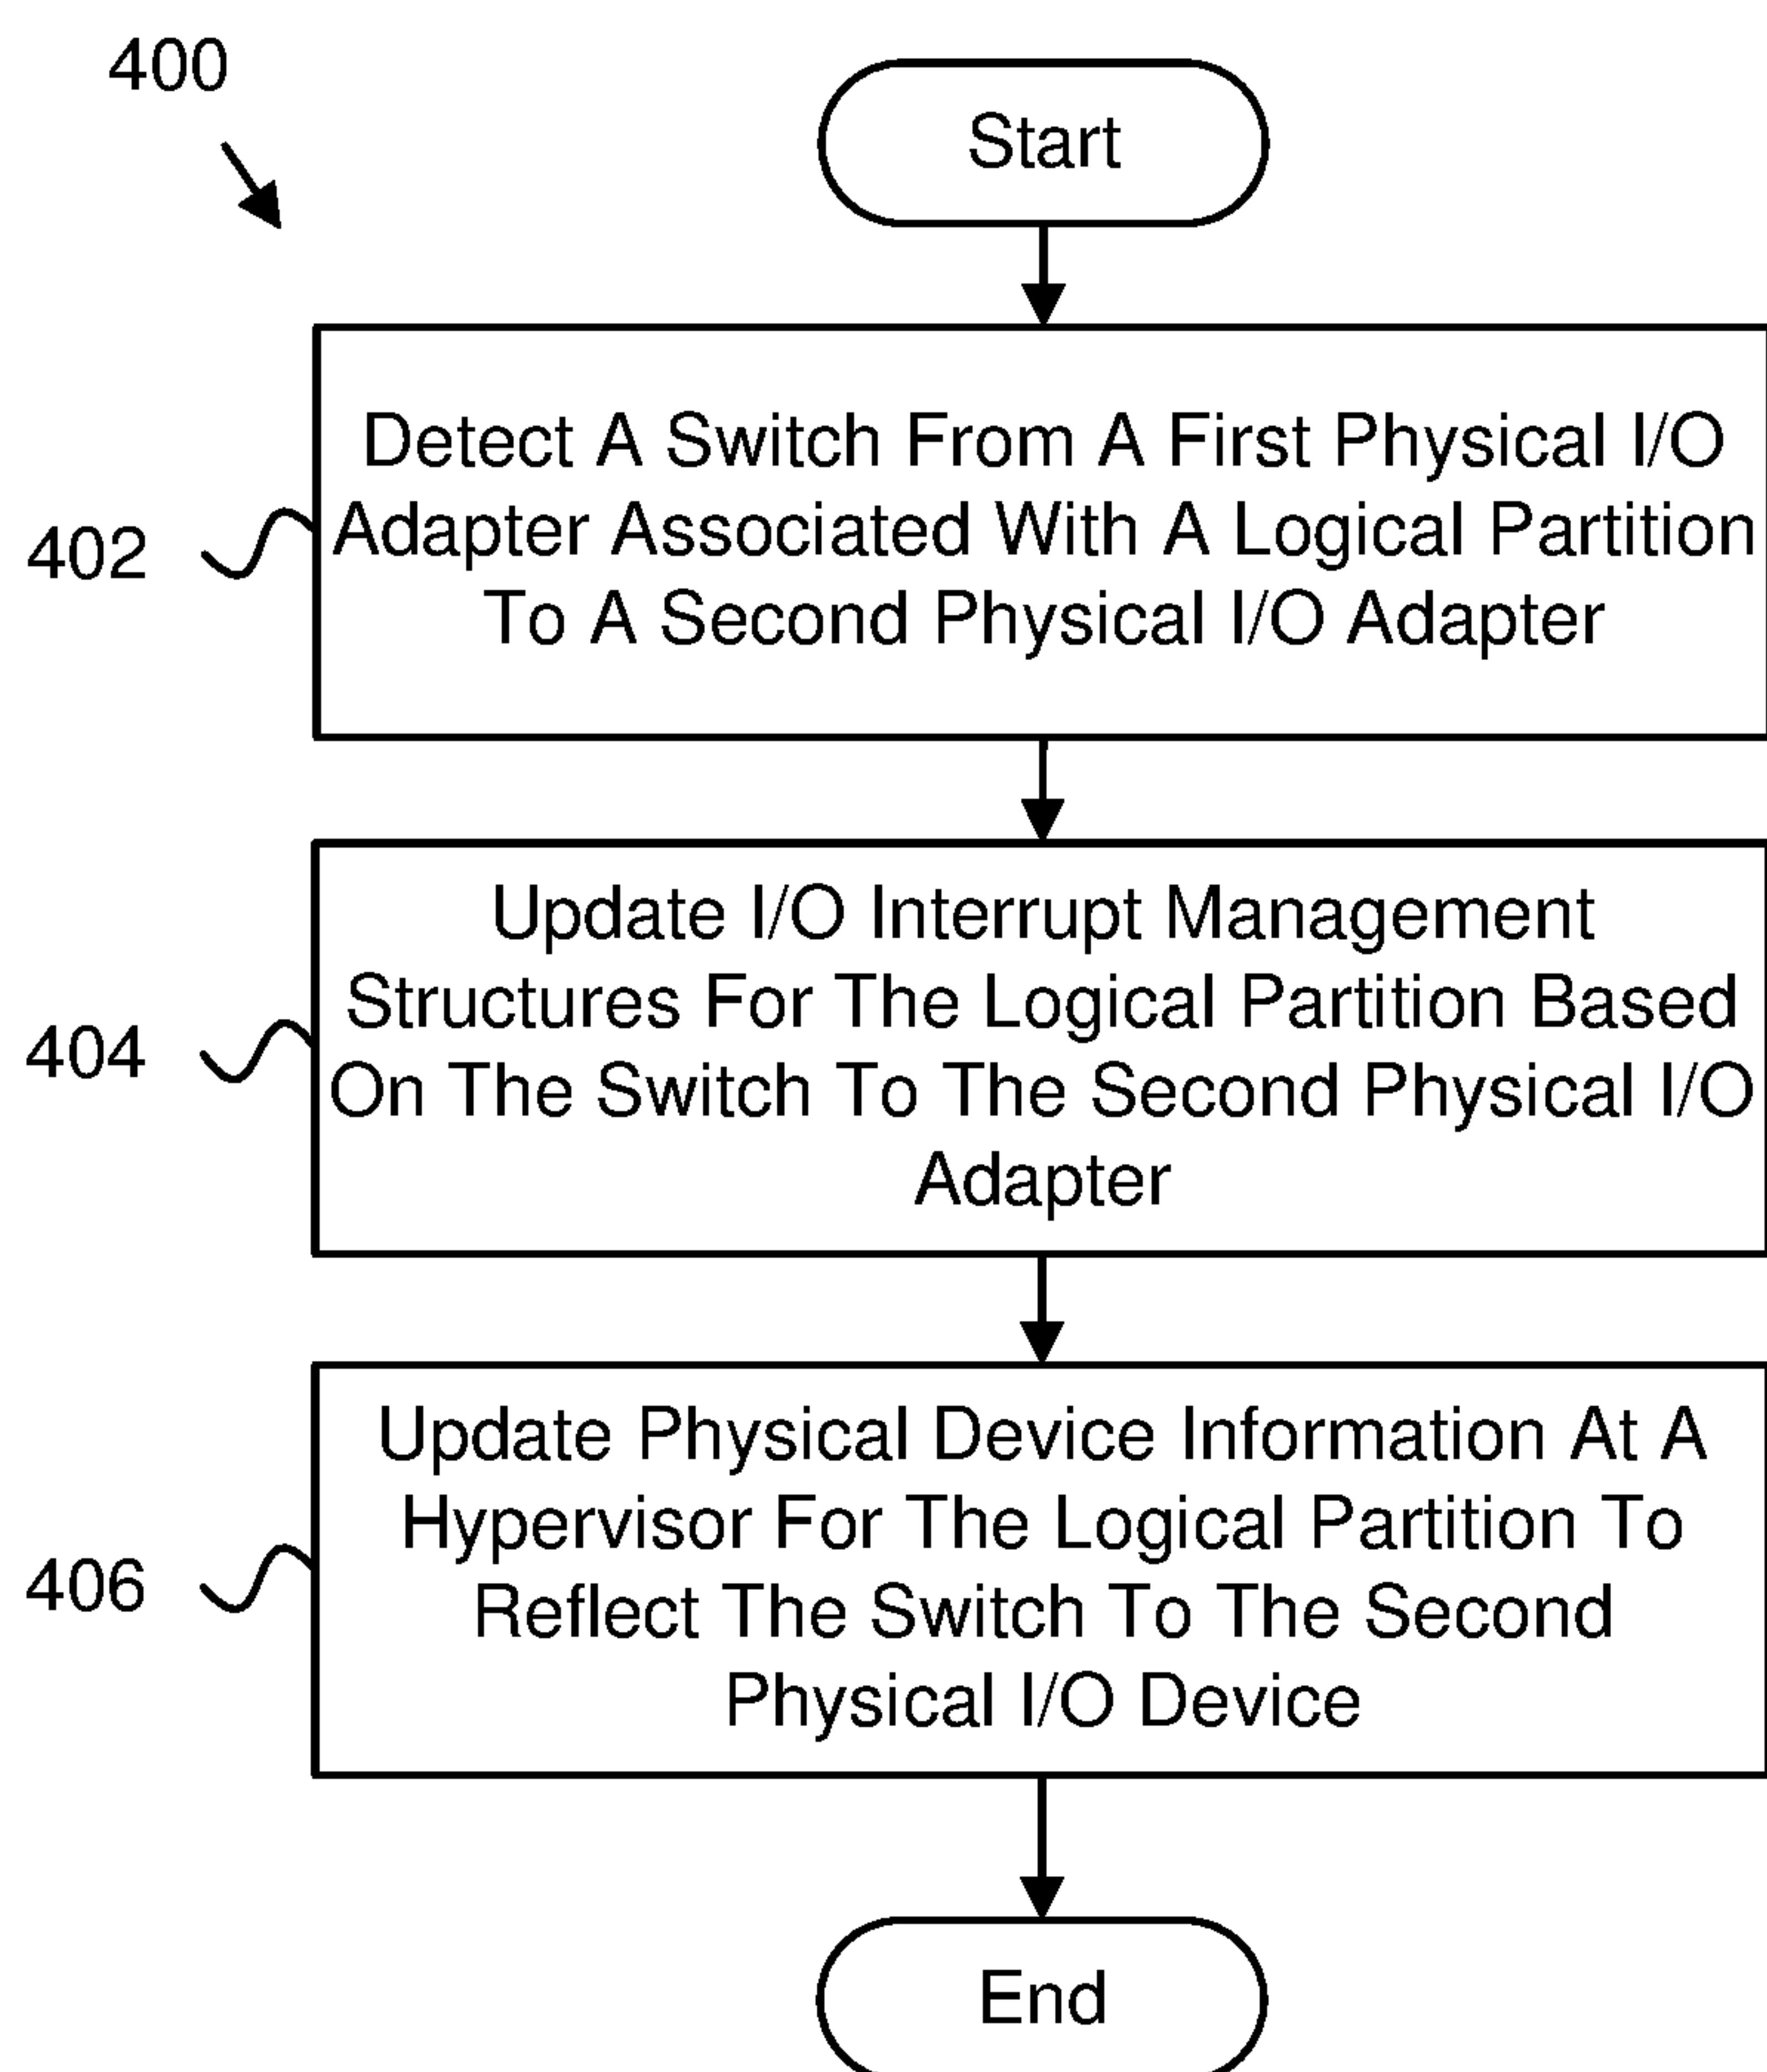 400
Start
Detect A Switch From A First Physical I/O
Adapter Associated With A Logical Partition
To A Second Physical I/O Adapter
402
Update I/O Interrupt Management
Structures For The Logical Partition Based
On The Switch To The Second Physical I/O
Adapter
404
Update Physical Device Information At A
Hypervisor For The Logical Partition To
Reflect The Switch To The Second
Physical I/O Device
406
End